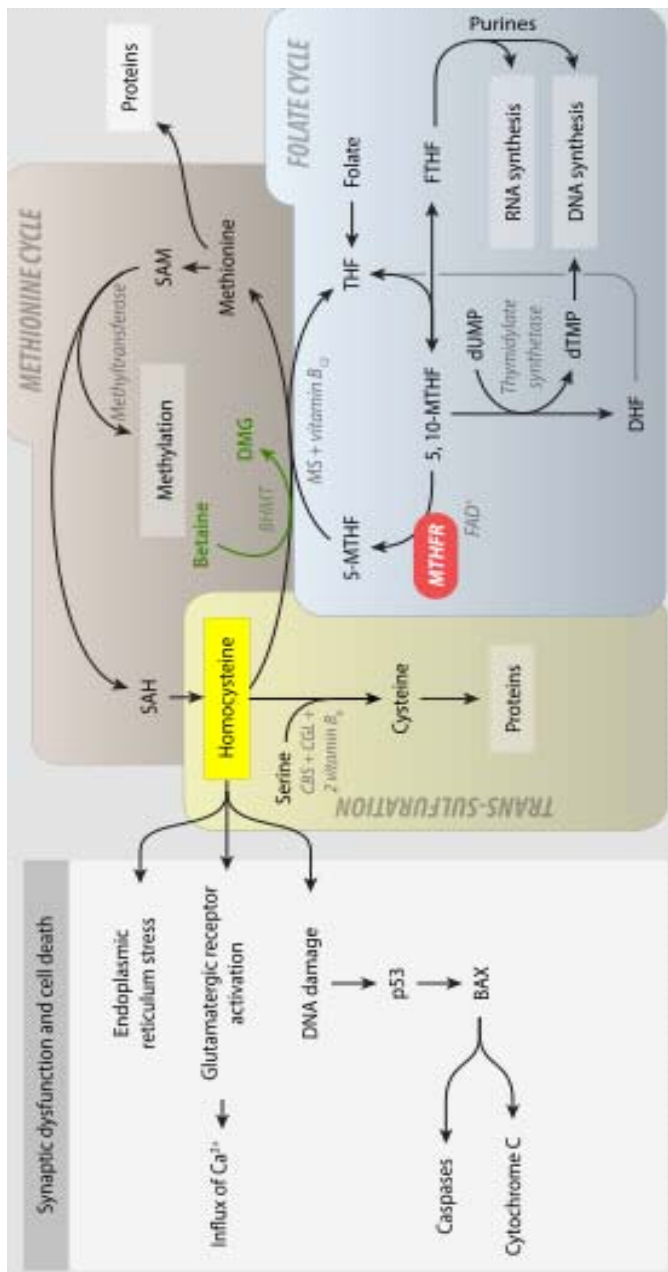 Synaptic dysfunction and cell death
Endoplasmic
reticulum stress
Influx of Ca²⁺
Glutamatergic receptor
activation
DNA damage
p53
BAX
Caspases
Cytochrome C
METHIONINE CYCLE
SAH
SAM
Methyltransferase
Methylation
Methionine
Proteins
Homocysteine
Betaine
BHMT
DMG
MS + vitamin B₁₂
TRANS-SULFURATION
Serine
CBS + CGL +
2 vitamin B₆
Cysteine
Proteins
FOLATE CYCLE
5-MTHF
THF
Folate
MTHFR
FAD⁺
5, 10-MTHF
FTHF
Purines
dUMP
Thymidylate
synthetase
dTMP
DHF
RNA synthesis
DNA synthesis